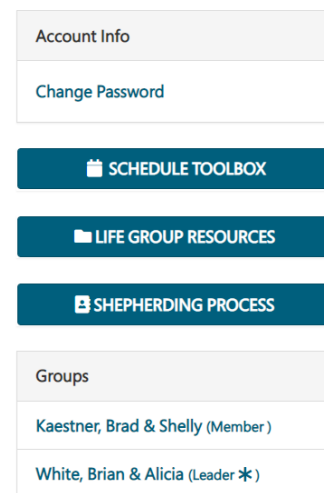 Account Info
Change Password
SCHEDULE TOOLBOX
LIFE GROUP RESOURCES
SHEPHERDING PROCESS
Groups
Kaestner, Brad & Shelly (Member )
White, Brian & Alicia (Leader * )